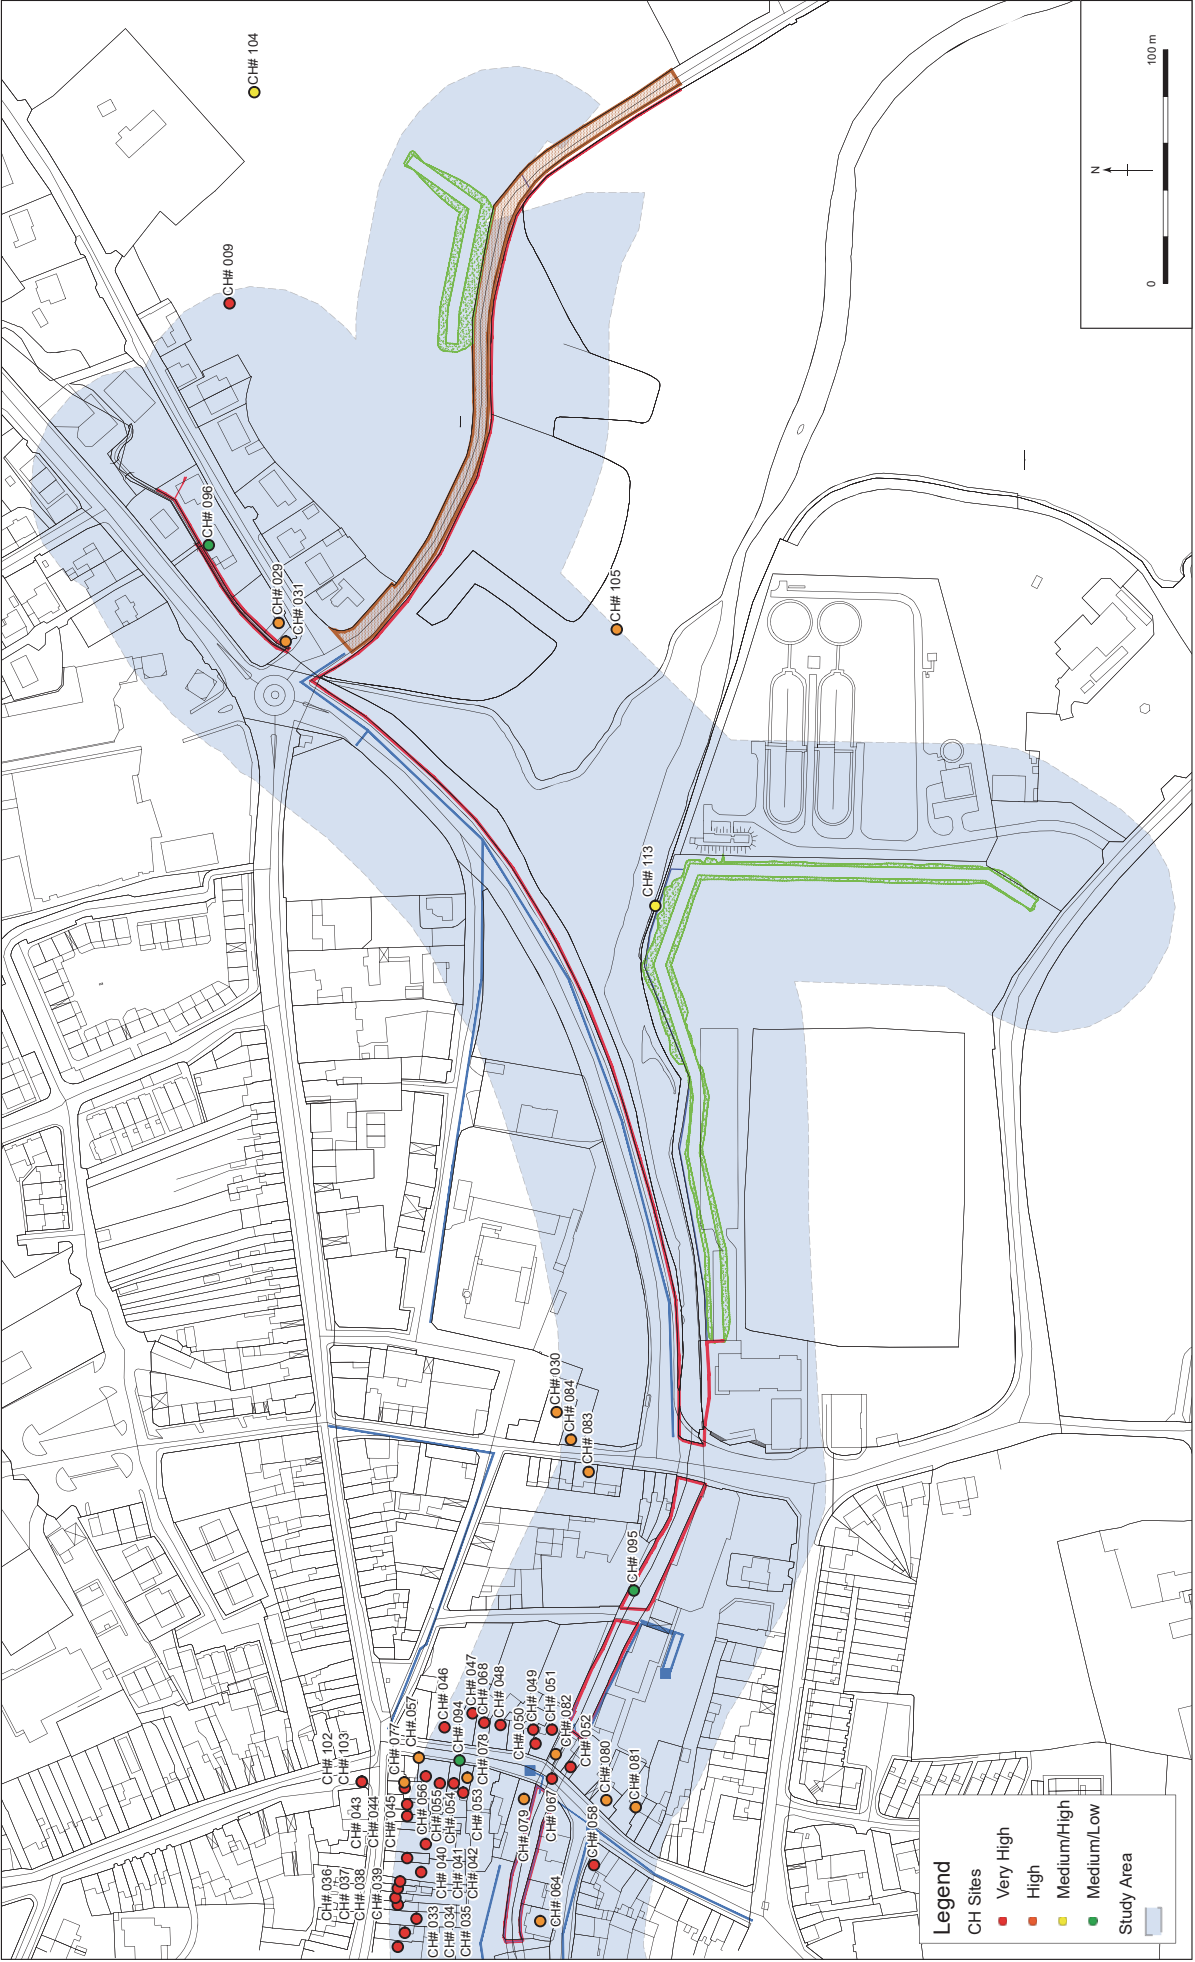 CH# 104
CH# 009
CH# 096
CH# 029
CH# 031
CH# 105
CH# 113
CH# 030
CH# 084
CH# 083
CH# 095
CH# 046
CH# 047
CH# 068
CH# 048
CH# 049
CH# 050
CH# 051
CH# 082
CH# 052
CH# 080
CH# 081
CH# 057
CH# 094
CH# 078
CH# 077
CH# 102
CH# 103
CH# 043
CH# 044
CH# 045
CH# 056
CH# 055
CH# 054
CH# 053
CH# 079
CH# 067
CH# 058
CH# 064
CH# 036
CH# 037
CH# 038
CH# 039
CH# 040
CH# 041
CH# 042
CH# 033
CH# 034
CH# 035
N
0
100 m
Legend
CH Sites
Very High
High
Medium/High
Medium/Low
Study Area